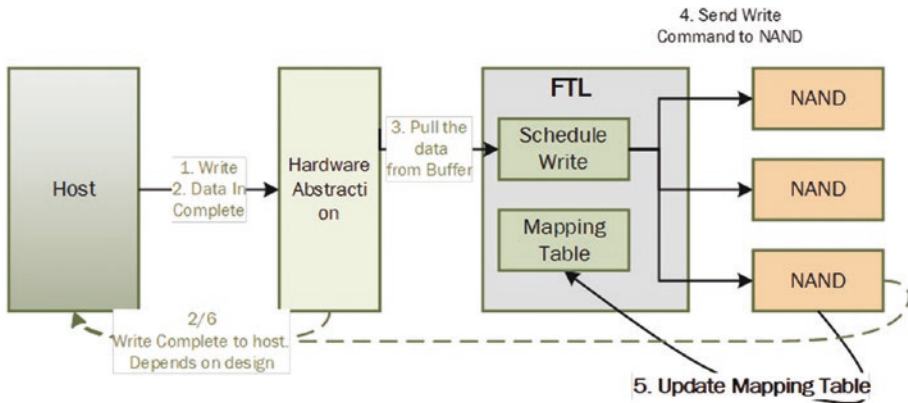 4. Send Write
Command to NAND
Host
1. Write
2. Data In
Complete
Hardware
Abstracti
on
3. Pull the
data
from Buffer
FTL
Schedule
Write
Mapping
Table
NAND
NAND
NAND
2/6
Write Complete to host.
Depends on design
5. Update Mapping Table